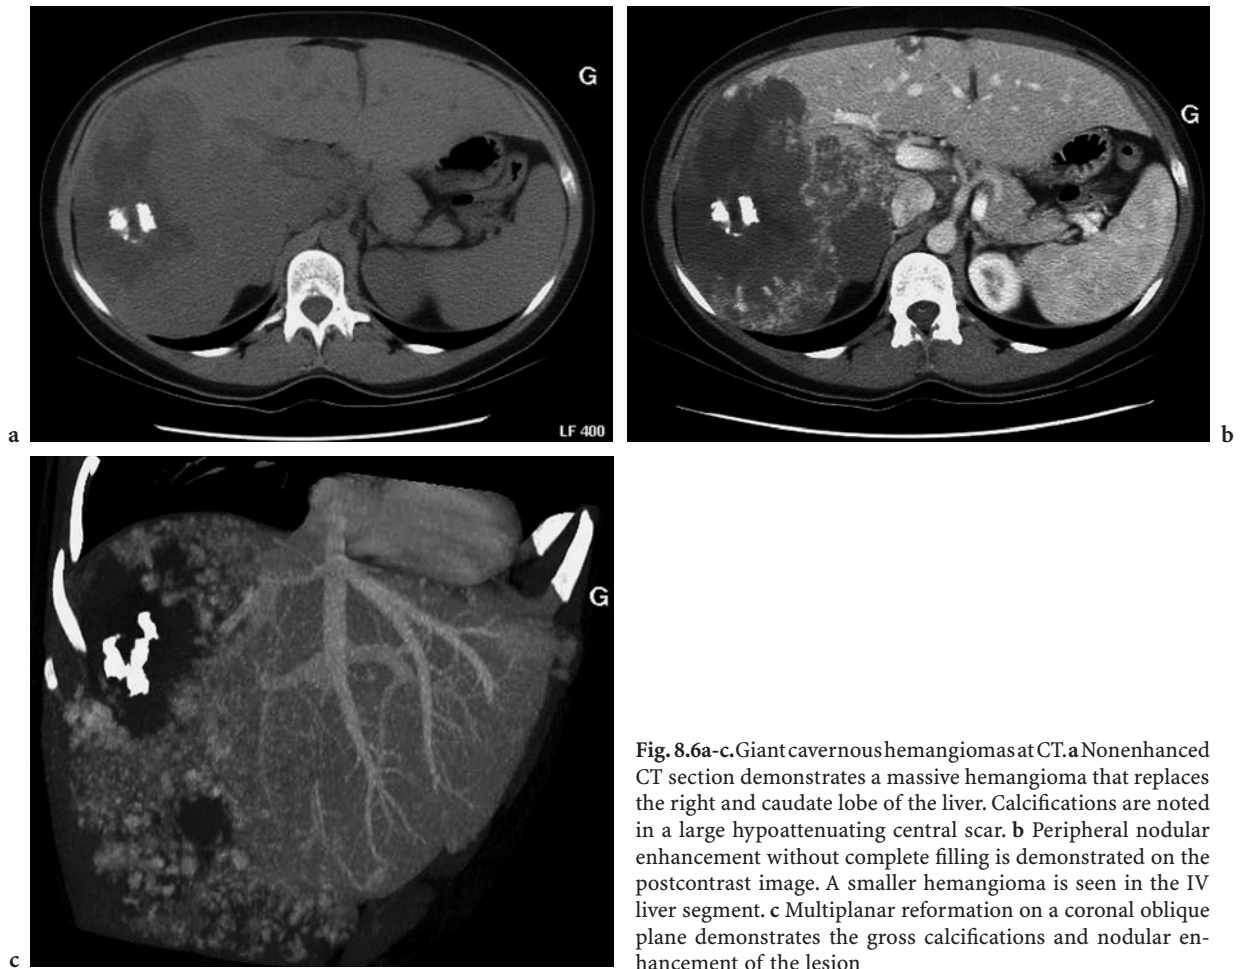 G
LF 400
a
G
b
G
c
Fig. 8.6a-c. Giant cavernous hemangiomas at CT. a Nonenhanced
CT section demonstrates a massive hemangioma that replaces
the right and caudate lobe of the liver. Calcifications are noted
in a large hypoattenuating central scar. b Peripheral nodular
enhancement without complete filling is demonstrated on the
postcontrast image. A smaller hemangioma is seen in the IV
liver segment. c Multiplanar reformation on a coronal oblique
plane demonstrates the gross calcifications and nodular en-
hancement of the lesion